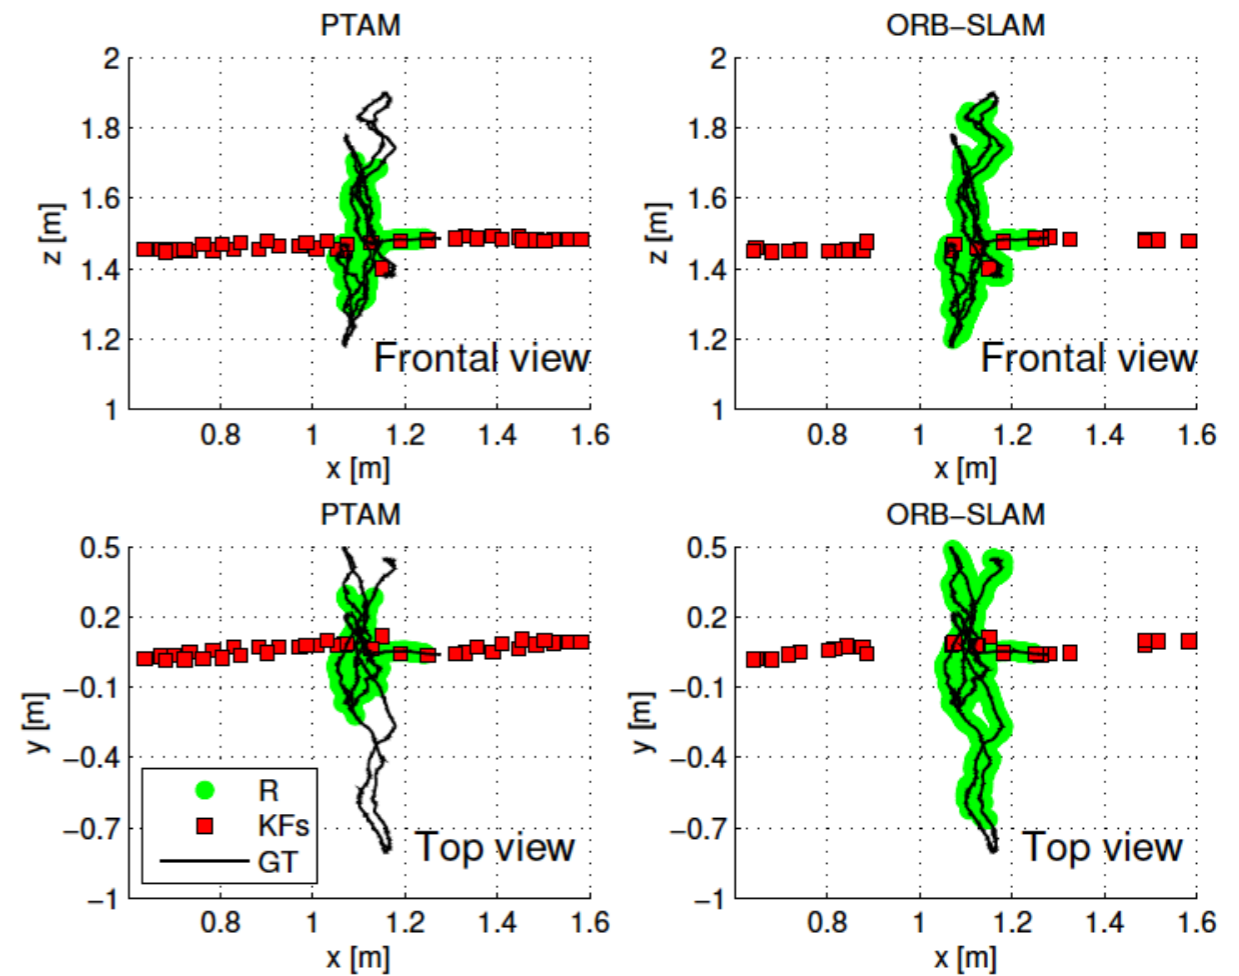 PTAM
2
1.8
1.6
1.4
1.2
1
z [m]
0.8 1 1.2 1.4 1.6
x [m]
Frontal view
ORB−SLAM
2
1.8
1.6
1.4
1.2
1
z [m]
0.8 1 1.2 1.4 1.6
x [m]
Frontal view
PTAM
0.5
0.2
−0.1
−0.4
−0.7
−1
y [m]
0.8 1 1.2 1.4 1.6
x [m]
R
KFs
GT
Top view
ORB−SLAM
0.5
0.2
−0.1
−0.4
−0.7
−1
y [m]
0.8 1 1.2 1.4 1.6
x [m]
Top view